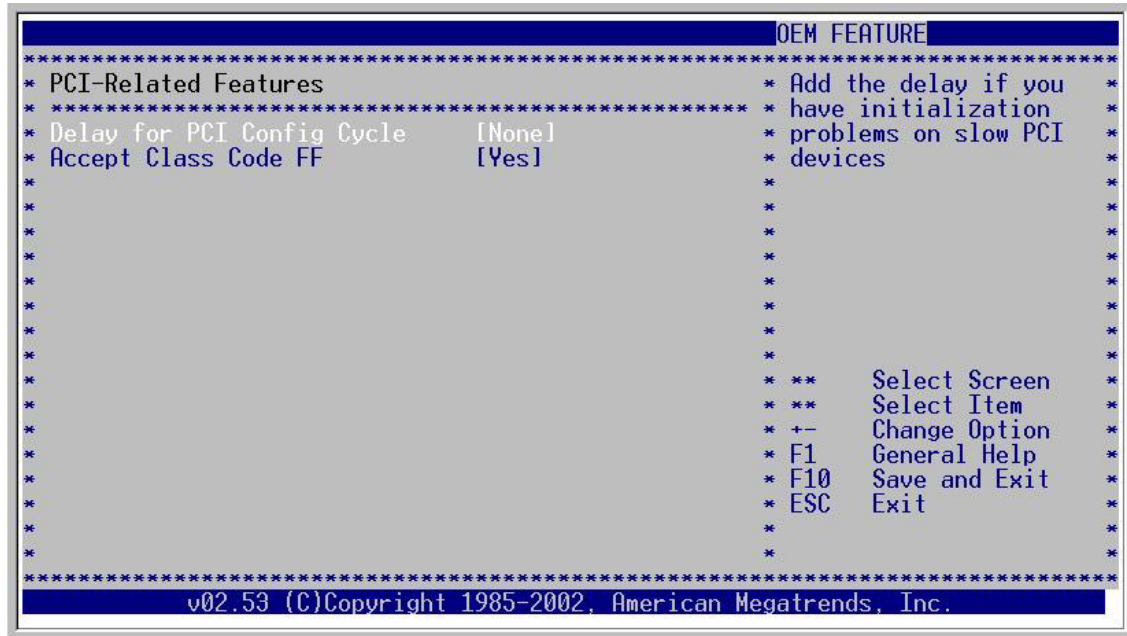 OEM FEATURE
********************************************************************************
* PCI-Related Features * Add the delay if you *
* *************************************************** * have initialization *
* Delay for PCI Config Cycle [None] * problems on slow PCI *
* Accept Class Code FF [Yes] * devices *
* * *
* * *
* * *
* * *
* * *
* * *
* * *
* * *
* * ** Select Screen *
* * ** Select Item *
* * +- Change Option *
* * F1 General Help *
* * F10 Save and Exit *
* * ESC Exit *
* * *
* * *
********************************************************************************
v02.53 (C)Copyright 1985-2002, American Megatrends, Inc.